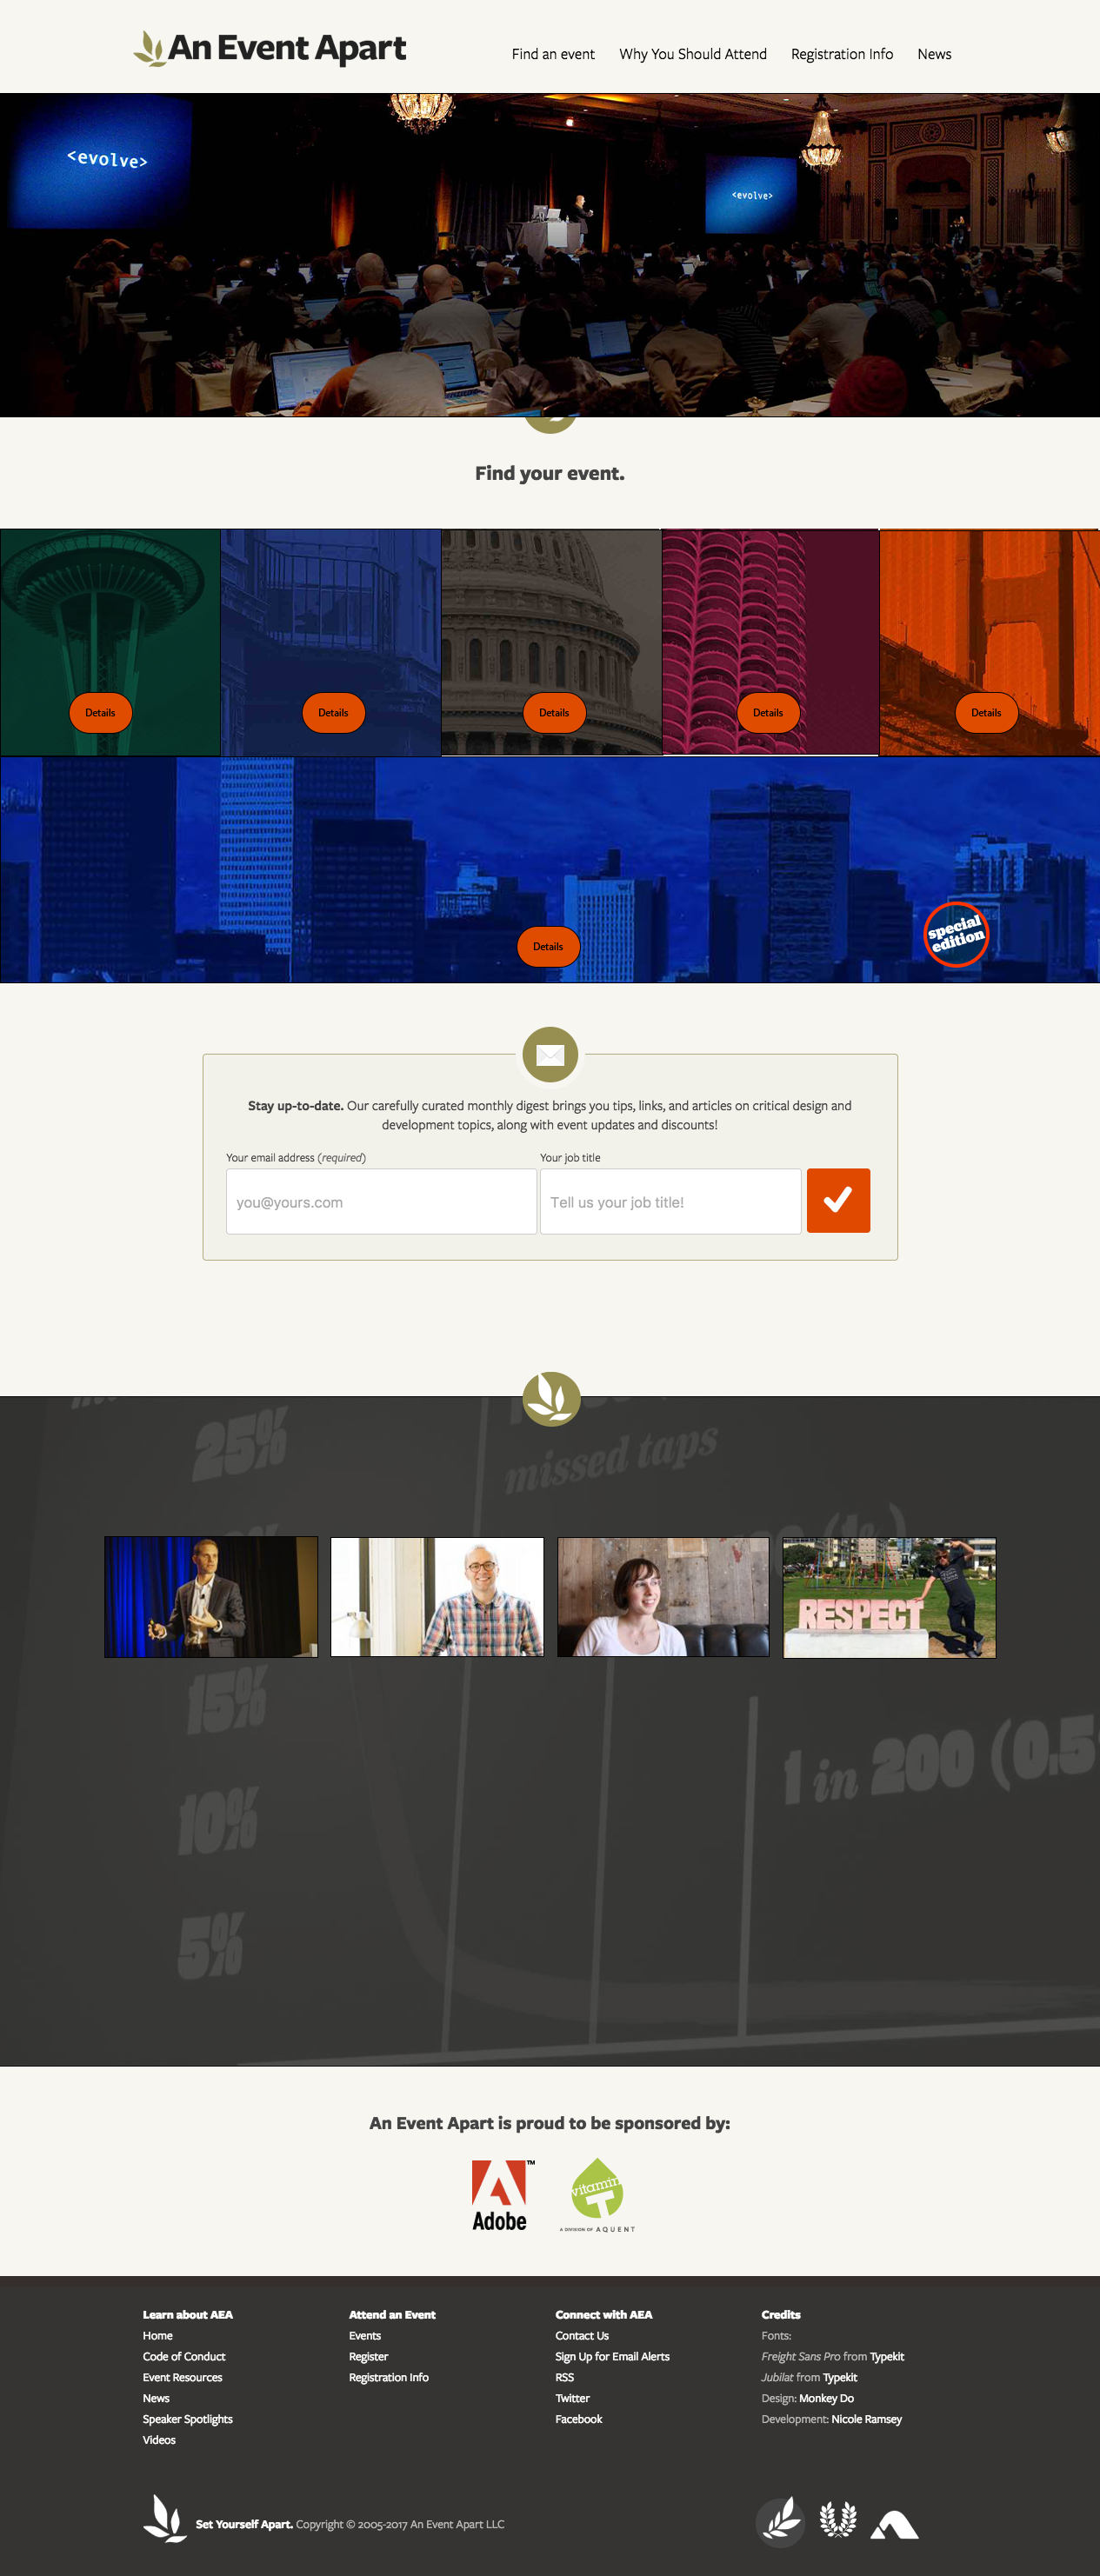 An Event Apart
Find an event
Why You Should Attend
Registration Info
News
<evolve>
<evolve>
Find your event.
Details
Details
Details
Details
Details
Details
special
edition
Stay up-to-date. Our carefully curated monthly digest brings you tips, links, and articles on critical design and
development topics, along with event updates and discounts!
Your email address (required)
Your job title
you@yours.com
Tell us your job title!
25%
missed taps
RESPECT
15%
1 in 200 (0.5
10%
5%
An Event Apart is proud to be sponsored by:
Adobe
TM
vitamin
T
A DIVISION OF AQUENT
Learn about AEA
Home
Code of Conduct
Event Resources
News
Speaker Spotlights
Videos
Attend an Event
Events
Register
Registration Info
Connect with AEA
Contact Us
Sign Up for Email Alerts
RSS
Twitter
Facebook
Credits
Fonts:
Freight Sans Pro from Typekit
Jubilat from Typekit
Design: Monkey Do
Development: Nicole Ramsey
Set Yourself Apart. Copyright © 2005-2017 An Event Apart LLC